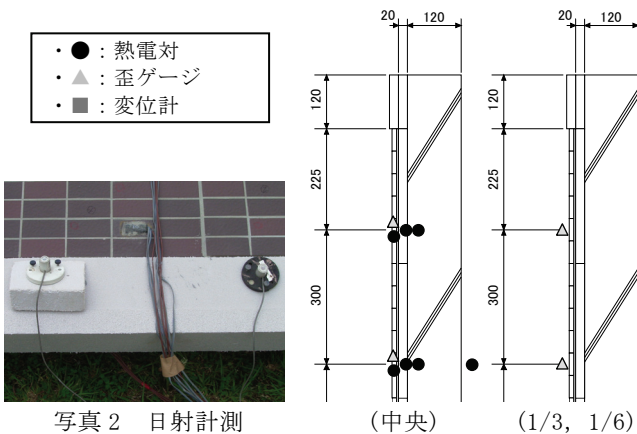 ・●：熱電対
・▲：歪ゲージ
・■：変位計
20 120
120
225
300
20 120
120
225
300
写真 2 日射計測
(中央)
(1/3, 1/6)